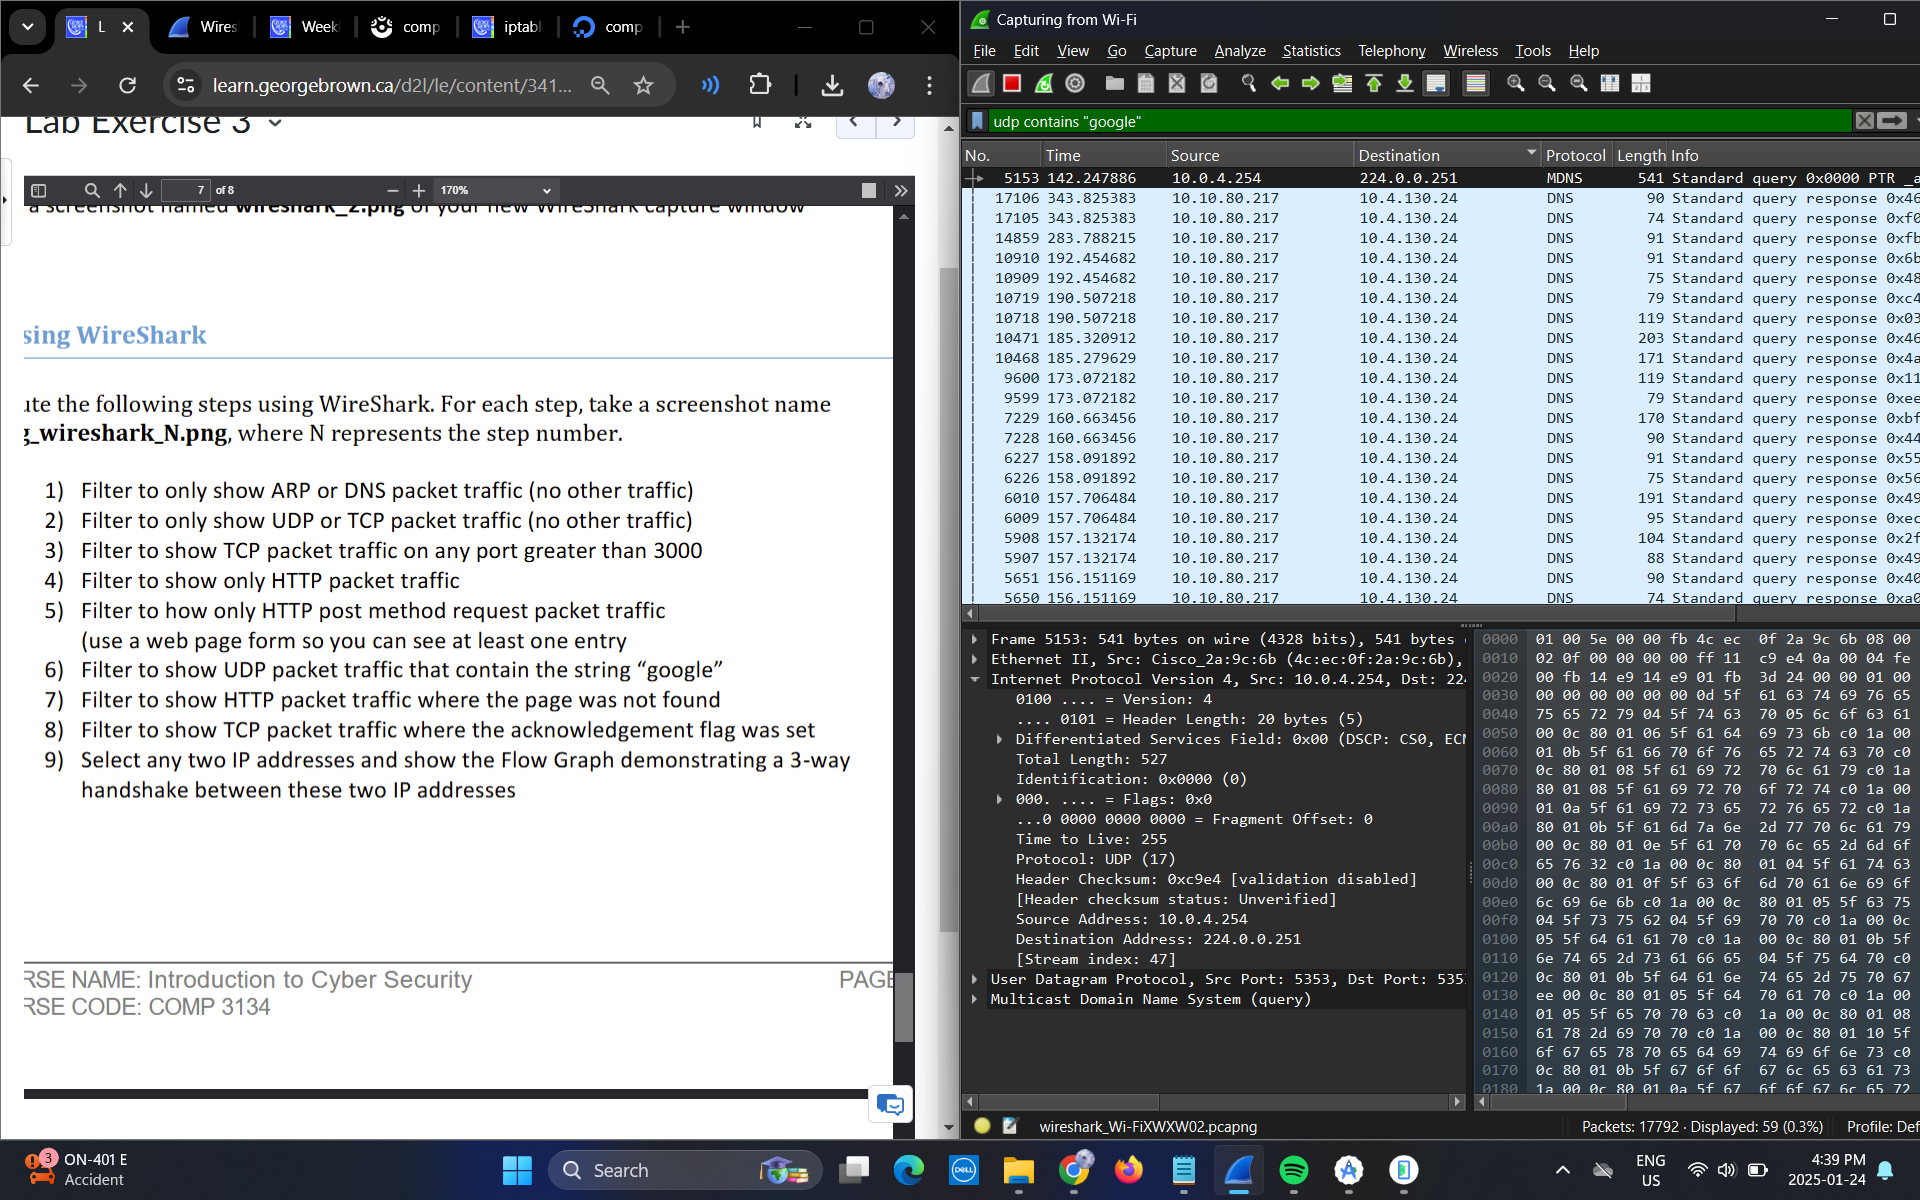 L
Wires
Week
comp
iptabl
comp
learn.georgebrown.ca/d2l/le/content/341...
Lab Exercise 3
7 of 8
170%
a screenshot named wireshark_2.png of your new WireShark capture window
sing WireShark
ute the following steps using WireShark. For each step, take a screenshot name
g_wireshark_N.png, where N represents the step number.
1) Filter to only show ARP or DNS packet traffic (no other traffic)
2) Filter to only show UDP or TCP packet traffic (no other traffic)
3) Filter to show TCP packet traffic on any port greater than 3000
4) Filter to show only HTTP packet traffic
5) Filter to how only HTTP post method request packet traffic
(use a web page form so you can see at least one entry
6) Filter to show UDP packet traffic that contain the string “google”
7) Filter to show HTTP packet traffic where the page was not found
8) Filter to show TCP packet traffic where the acknowledgement flag was set
9) Select any two IP addresses and show the Flow Graph demonstrating a 3-way
handshake between these two IP addresses
RSE NAME: Introduction to Cyber Security PAGE
RSE CODE: COMP 3134
Capturing from Wi-Fi
File Edit View Go Capture Analyze Statistics Telephony Wireless Tools Help
udp contains "google"
No. Time Source Destination Protocol Length Info
5153 142.247886 10.0.4.254 224.0.0.251 MDNS 541 Standard query 0x0000 PTR _a
17106 343.825383 10.10.80.217 10.4.130.24 DNS 90 Standard query response 0x46
17105 343.825383 10.10.80.217 10.4.130.24 DNS 74 Standard query response 0xf0
14859 283.788215 10.10.80.217 10.4.130.24 DNS 91 Standard query response 0xfb
10910 192.454682 10.10.80.217 10.4.130.24 DNS 91 Standard query response 0x6b
10909 192.454682 10.10.80.217 10.4.130.24 DNS 75 Standard query response 0x48
10719 190.507218 10.10.80.217 10.4.130.24 DNS 79 Standard query response 0xc4
10718 190.507218 10.10.80.217 10.4.130.24 DNS 119 Standard query response 0x03
10471 185.320912 10.10.80.217 10.4.130.24 DNS 203 Standard query response 0x46
10468 185.279629 10.10.80.217 10.4.130.24 DNS 171 Standard query response 0x4a
9600 173.072182 10.10.80.217 10.4.130.24 DNS 119 Standard query response 0x11
9599 173.072182 10.10.80.217 10.4.130.24 DNS 79 Standard query response 0xee
7229 160.663456 10.10.80.217 10.4.130.24 DNS 170 Standard query response 0xbf
7228 160.663456 10.10.80.217 10.4.130.24 DNS 90 Standard query response 0x44
6227 158.091892 10.10.80.217 10.4.130.24 DNS 91 Standard query response 0x55
6226 158.091892 10.10.80.217 10.4.130.24 DNS 75 Standard query response 0x56
6010 157.706484 10.10.80.217 10.4.130.24 DNS 191 Standard query response 0x49
6009 157.706484 10.10.80.217 10.4.130.24 DNS 95 Standard query response 0xec
5908 157.132174 10.10.80.217 10.4.130.24 DNS 104 Standard query response 0x2f
5907 157.132174 10.10.80.217 10.4.130.24 DNS 88 Standard query response 0x49
5651 156.151169 10.10.80.217 10.4.130.24 DNS 90 Standard query response 0x40
5650 156.151169 10.10.80.217 10.4.130.24 DNS 74 Standard query response 0xa0
Frame 5153: 541 bytes on wire (4328 bits), 541 bytes
Ethernet II, Src: Cisco_2a:9c:6b (4c:ec:0f:2a:9c:6b),
Internet Protocol Version 4, Src: 10.0.4.254, Dst: 224
0100 .... = Version: 4
.... 0101 = Header Length: 20 bytes (5)
Differentiated Services Field: 0x00 (DSCP: CS0, ECN
Total Length: 527
Identification: 0x0000 (0)
000. .... = Flags: 0x0
...0 0000 0000 0000 = Fragment Offset: 0
Time to Live: 255
Protocol: UDP (17)
Header Checksum: 0xc9e4 [validation disabled]
[Header checksum status: Unverified]
Source Address: 10.0.4.254
Destination Address: 224.0.0.251
[Stream index: 47]
User Datagram Protocol, Src Port: 5353, Dst Port: 535
Multicast Domain Name System (query)
0000 01 00 5e 00 00 fb 4c ec 0f 2a 9c 6b 08 00
0010 02 0f 00 00 00 00 ff 11 c9 e4 0a 00 04 fe
0020 00 fb 14 e9 14 e9 01 fb 3d 24 00 00 01 00
0030 00 00 00 00 00 00 0d 5f 61 63 74 69 76 65
0040 75 65 72 79 04 5f 74 63 70 05 6c 6f 63 61
0050 00 0c 80 01 06 5f 61 64 69 73 6b c0 1a 00
0060 01 0b 5f 61 66 70 6f 76 65 72 74 63 70 c0
0070 0c 80 01 08 5f 61 69 72 70 6c 61 79 c0 1a
0080 80 01 08 5f 61 69 72 70 6f 72 74 c0 1a 00
0090 01 0a 5f 61 69 72 73 65 72 76 65 72 c0 1a
00a0 80 01 0b 5f 61 6d 7a 6e 2d 77 70 6c 61 79
00b0 00 0c 80 01 0e 5f 61 70 70 6c 65 2d 6d 6f
00c0 65 76 32 c0 1a 00 0c 80 01 04 5f 61 74 63
00d0 00 0c 80 01 0f 5f 63 6f 6d 70 61 6e 69 6f
00e0 6c 69 6e 6b c0 1a 00 0c 80 01 05 5f 63 75
00f0 04 5f 73 75 62 04 5f 69 70 70 c0 1a 00 0c
0100 05 5f 64 61 61 70 c0 1a 00 0c 80 01 0b 5f
0110 6e 74 65 2d 73 61 66 65 04 5f 75 64 70 c0
0120 0c 80 01 0b 5f 64 61 6e 74 65 2d 75 70 67
0130 ee 00 0c 80 01 05 5f 64 70 61 70 c0 1a 00
0140 01 05 5f 65 70 70 63 c0 1a 00 0c 80 01 08
0150 61 78 2d 69 70 70 c0 1a 00 0c 80 01 10 5f
0160 6f 67 65 78 70 65 64 69 74 69 6f 6e 73 c0
0170 0c 80 01 0b 5f 67 6f 6f 67 6c 65 63 61 73
0180 1a 00 0c 80 01 0a 5f 67 6f 6f 67 6c 65 72
wireshark_Wi-FiXWXW02.pcapng
Packets: 17792 · Displayed: 59 (0.3%)
Profile: Def
3
ON-401 E
Accident
Search
DELL
ENG
US
4:39 PM
2025-01-24